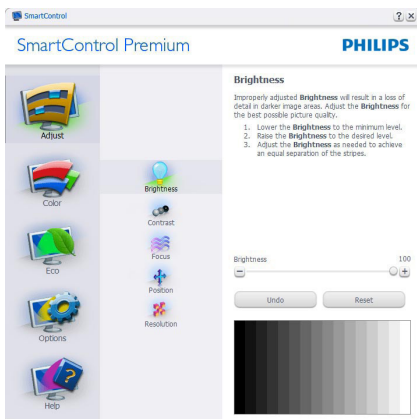 SmartControl
SmartControl Premium
PHILIPS
Adjust
Color
Eco
Options
Help
Brightness
Contrast
Focus
Position
Resolution
Brightness
Improperly adjusted Brightness will result in a loss of
detail in darker image areas. Adjust the Brightness for
the best possible picture quality.
1. Lower the Brightness to the minimum level.
2. Raise the Brightness to the desired level.
3. Adjust the Brightness as needed to achieve
an equal separation of the stripes.
Brightness 100
Undo Reset